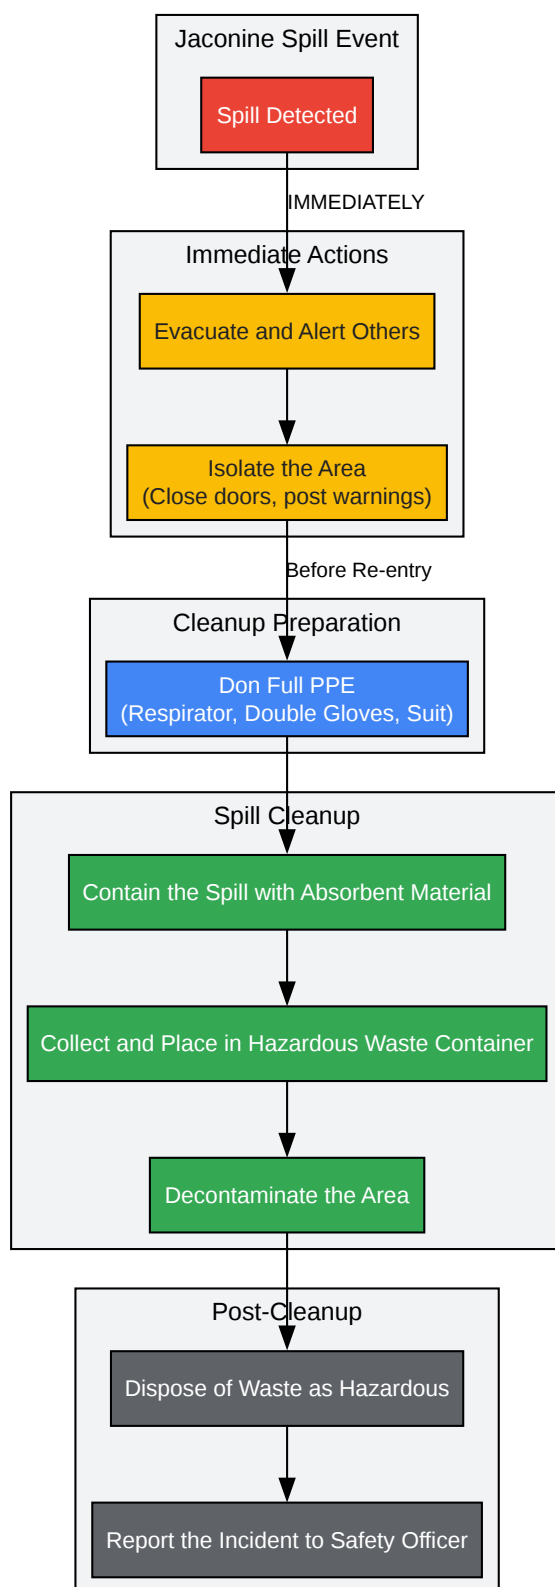 Jaconine Spill Event
Spill Detected
IMMEDIATELY
Immediate Actions
Evacuate and Alert Others
Isolate the Area
(Close doors, post warnings)
Before Re-entry
Cleanup Preparation
Don Full PPE
(Respirator, Double Gloves, Suit)
Spill Cleanup
Contain the Spill with Absorbent Material
Collect and Place in Hazardous Waste Container
Decontaminate the Area
Post-Cleanup
Dispose of Waste as Hazardous
Report the Incident to Safety Officer